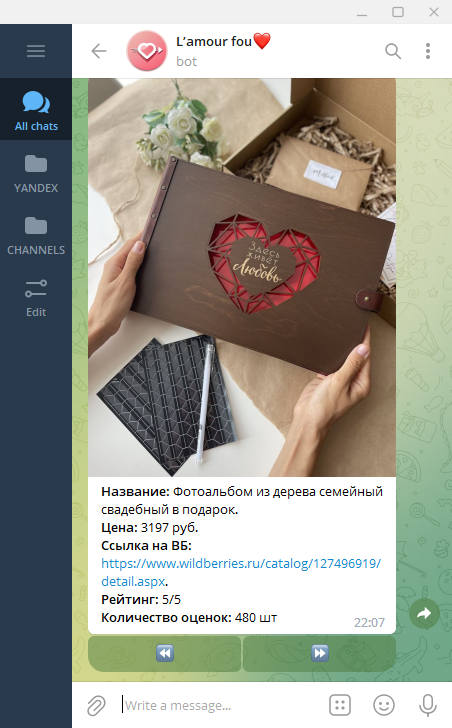 L’amour fou❤️
bot
All chats
YANDEX
CHANNELS
Edit
Здесь
живёт
Любовь
Название: Фотоальбом из дерева семейный
свадебный в подарок.
Цена: 3197 руб.
Ссылка на ВБ:
https://www.wildberries.ru/catalog/127496919/
detail.aspx.
Рейтинг: 5/5
Количество оценок: 480 шт
22:07
Write a message...